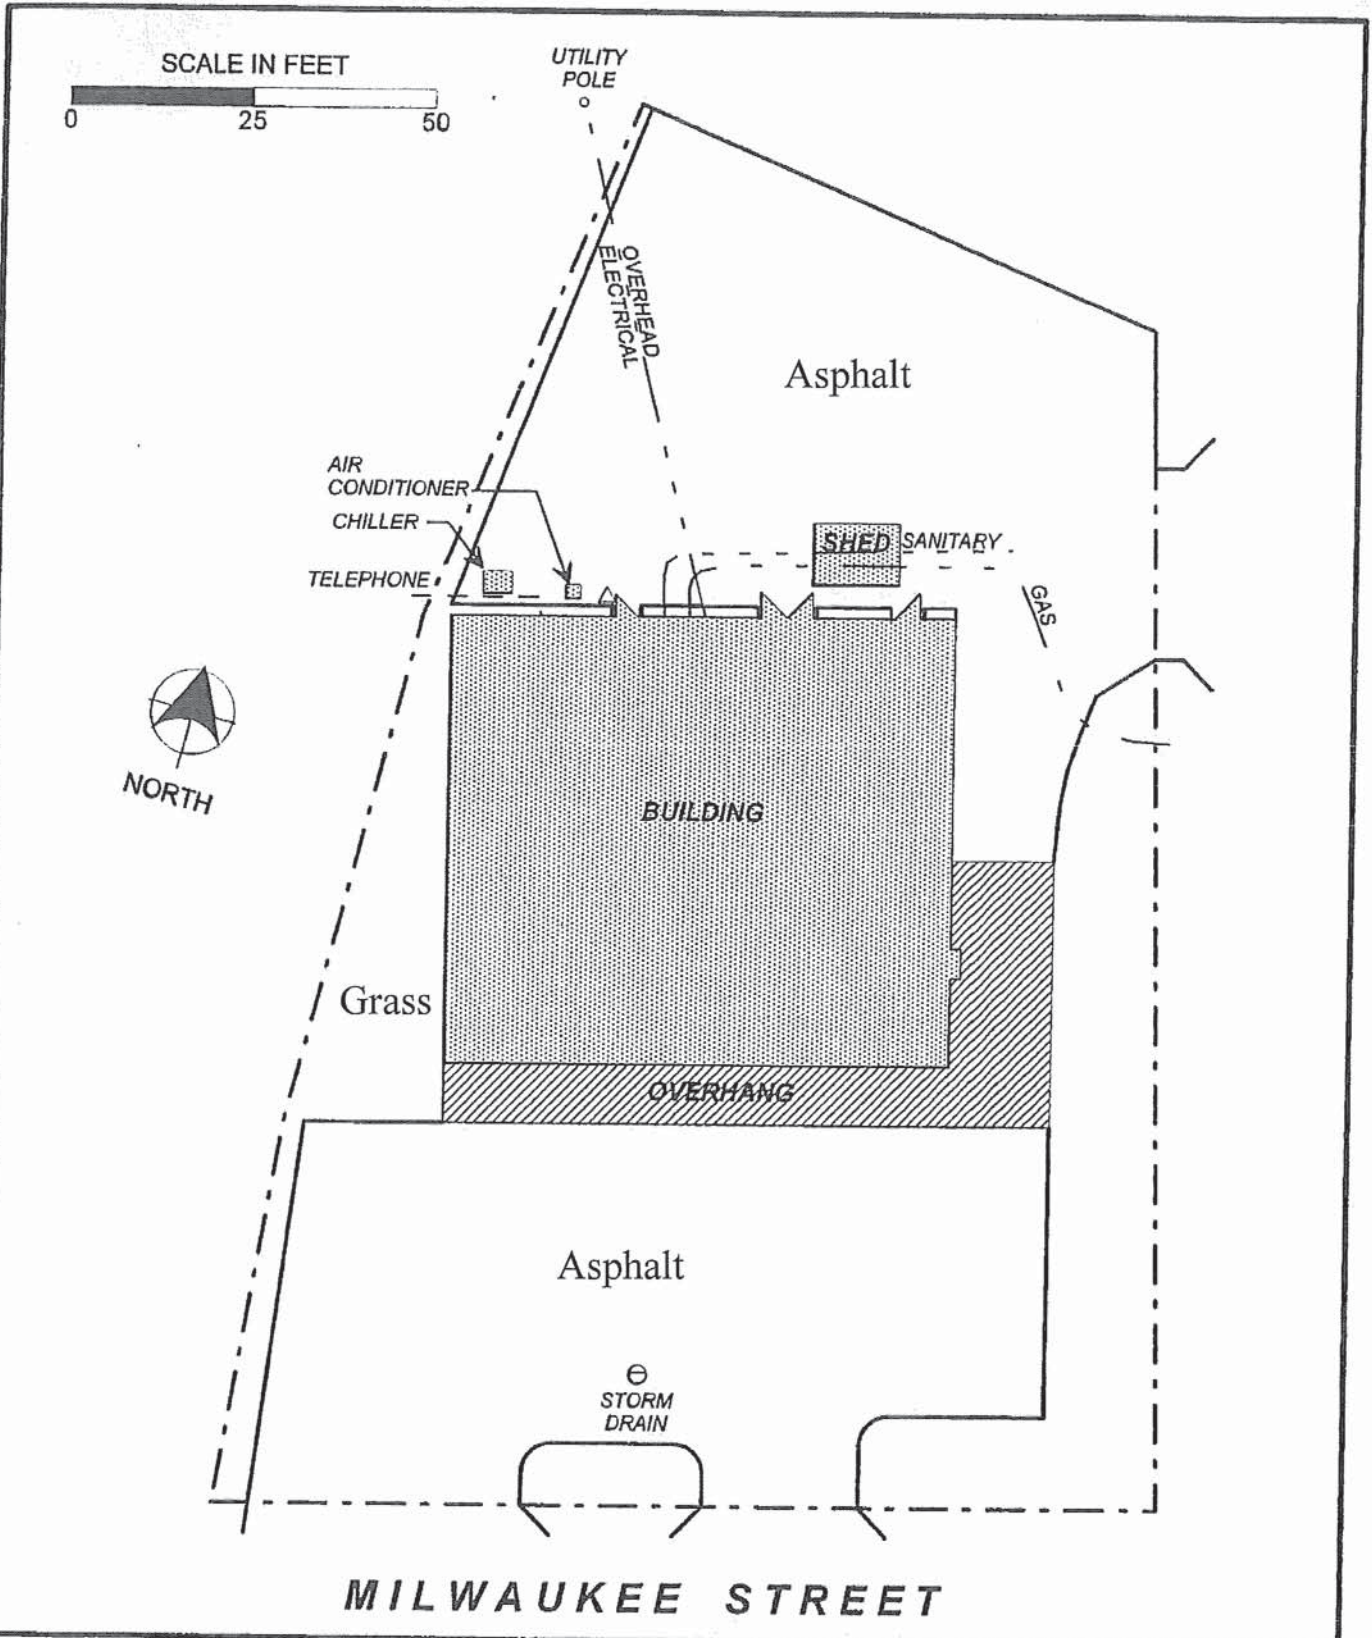 SCALE IN FEET
0 25 50
UTILITY
POLE
OVERHEAD
ELECTRICAL
Asphalt
AIR
CONDITIONER
CHILLER
TELEPHONE
SHED
SANITARY
GAS
NORTH
BUILDING
Grass
OVERHANG
Asphalt
STORM
DRAIN
MILWAUKEE STREET